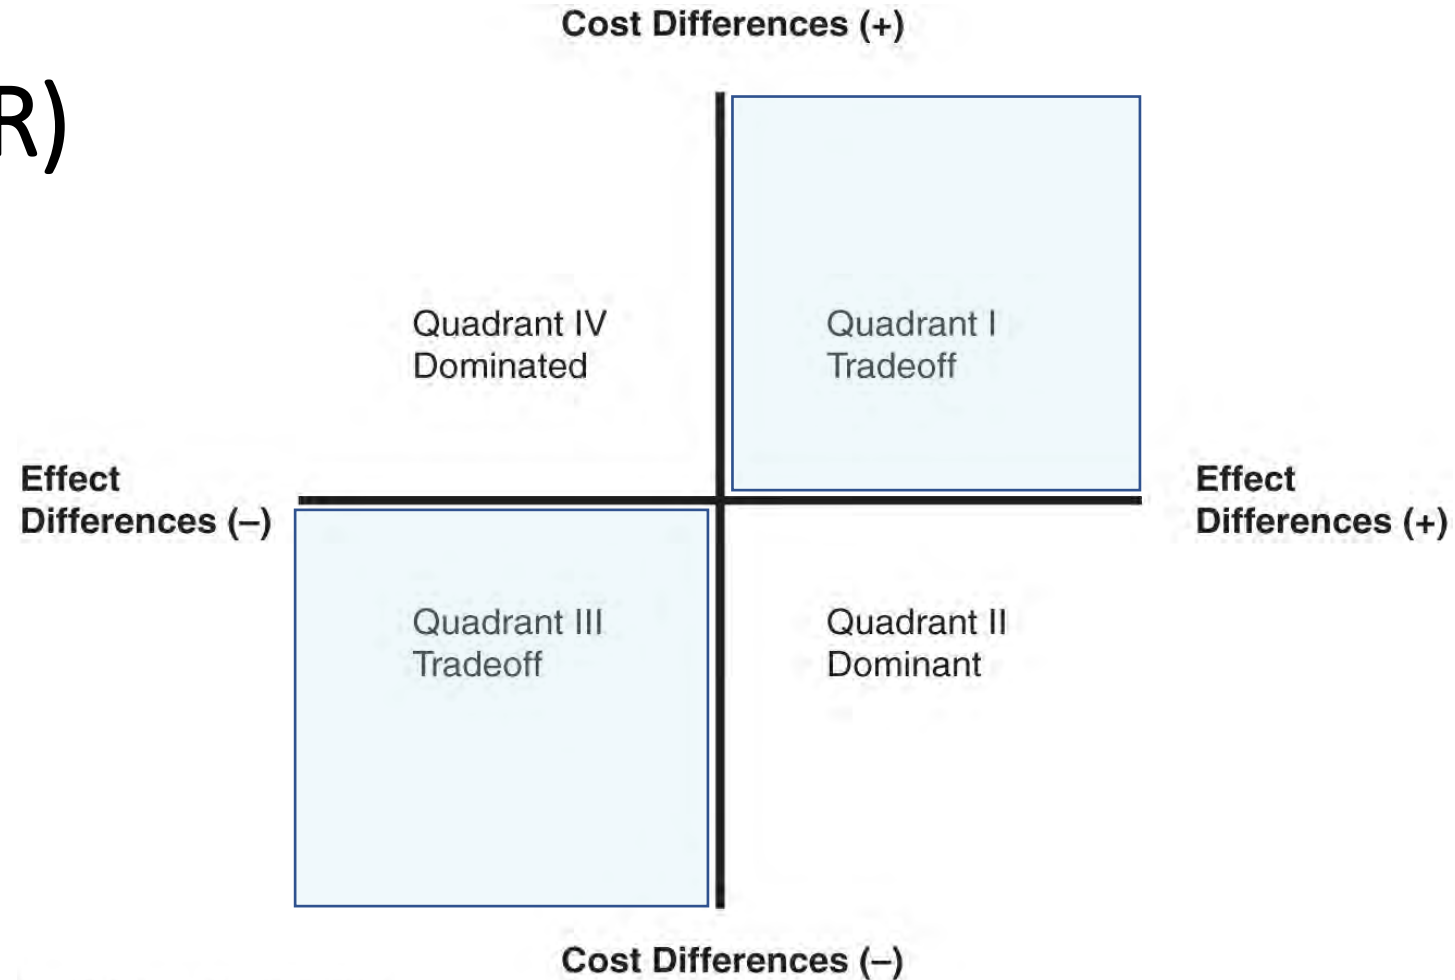 Cost Differences (+)
R)
Quadrant IV
Dominated
Quadrant I
Tradeoff
Effect
Differences (–)
Effect
Differences (+)
Quadrant III
Tradeoff
Quadrant II
Dominant
Cost Differences (–)